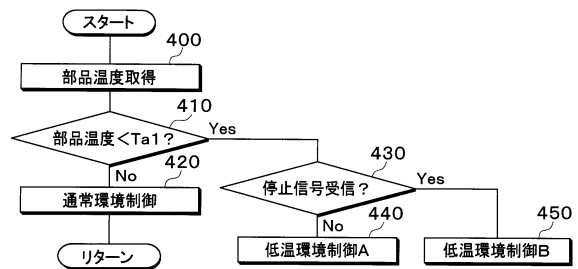 スタート
400
部品温度取得
410
部品温度<Ta1?
Yes
No
420
通常環境制御
リターン
430
停止信号受信?
Yes
No
440
低温環境制御A
450
低温環境制御B